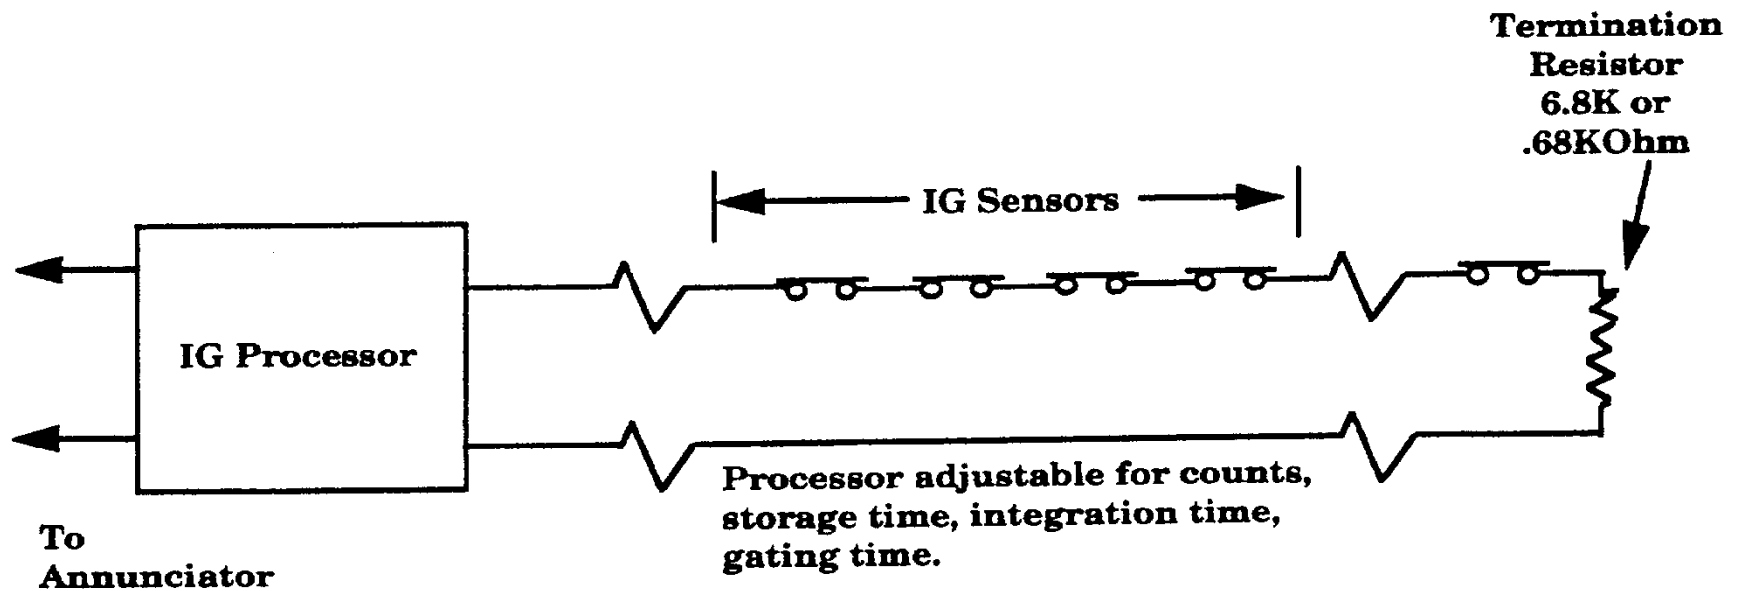 Termination
Resistor
6.8K or
.68KOhm
IG Sensors
IG Processor
Processor adjustable for counts,
storage time, integration time,
gating time.
To
Annunciator